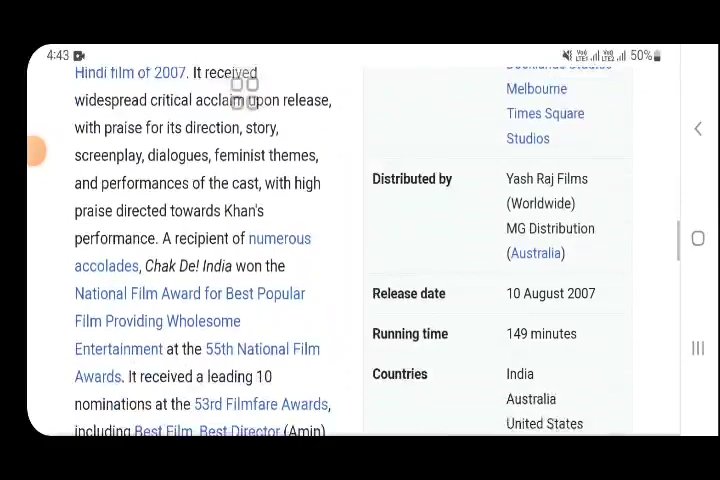 4:43
50%
Hindi film of 2007. It received
widespread critical acclaim upon release,
with praise for its direction, story,
screenplay, dialogues, feminist themes,
and performances of the cast, with high
praise directed towards Khan's
performance. A recipient of numerous
accolades, Chak De! India won the
National Film Award for Best Popular
Film Providing Wholesome
Entertainment at the 55th National Film
Awards. It received a leading 10
nominations at the 53rd Filmfare Awards,
including Best Film, Best Director (Amin)
Melbourne
Times Square
Studios
Distributed by
Yash Raj Films
(Worldwide)
MG Distribution
(Australia)
Release date
10 August 2007
Running time
149 minutes
Countries
India
Australia
United States